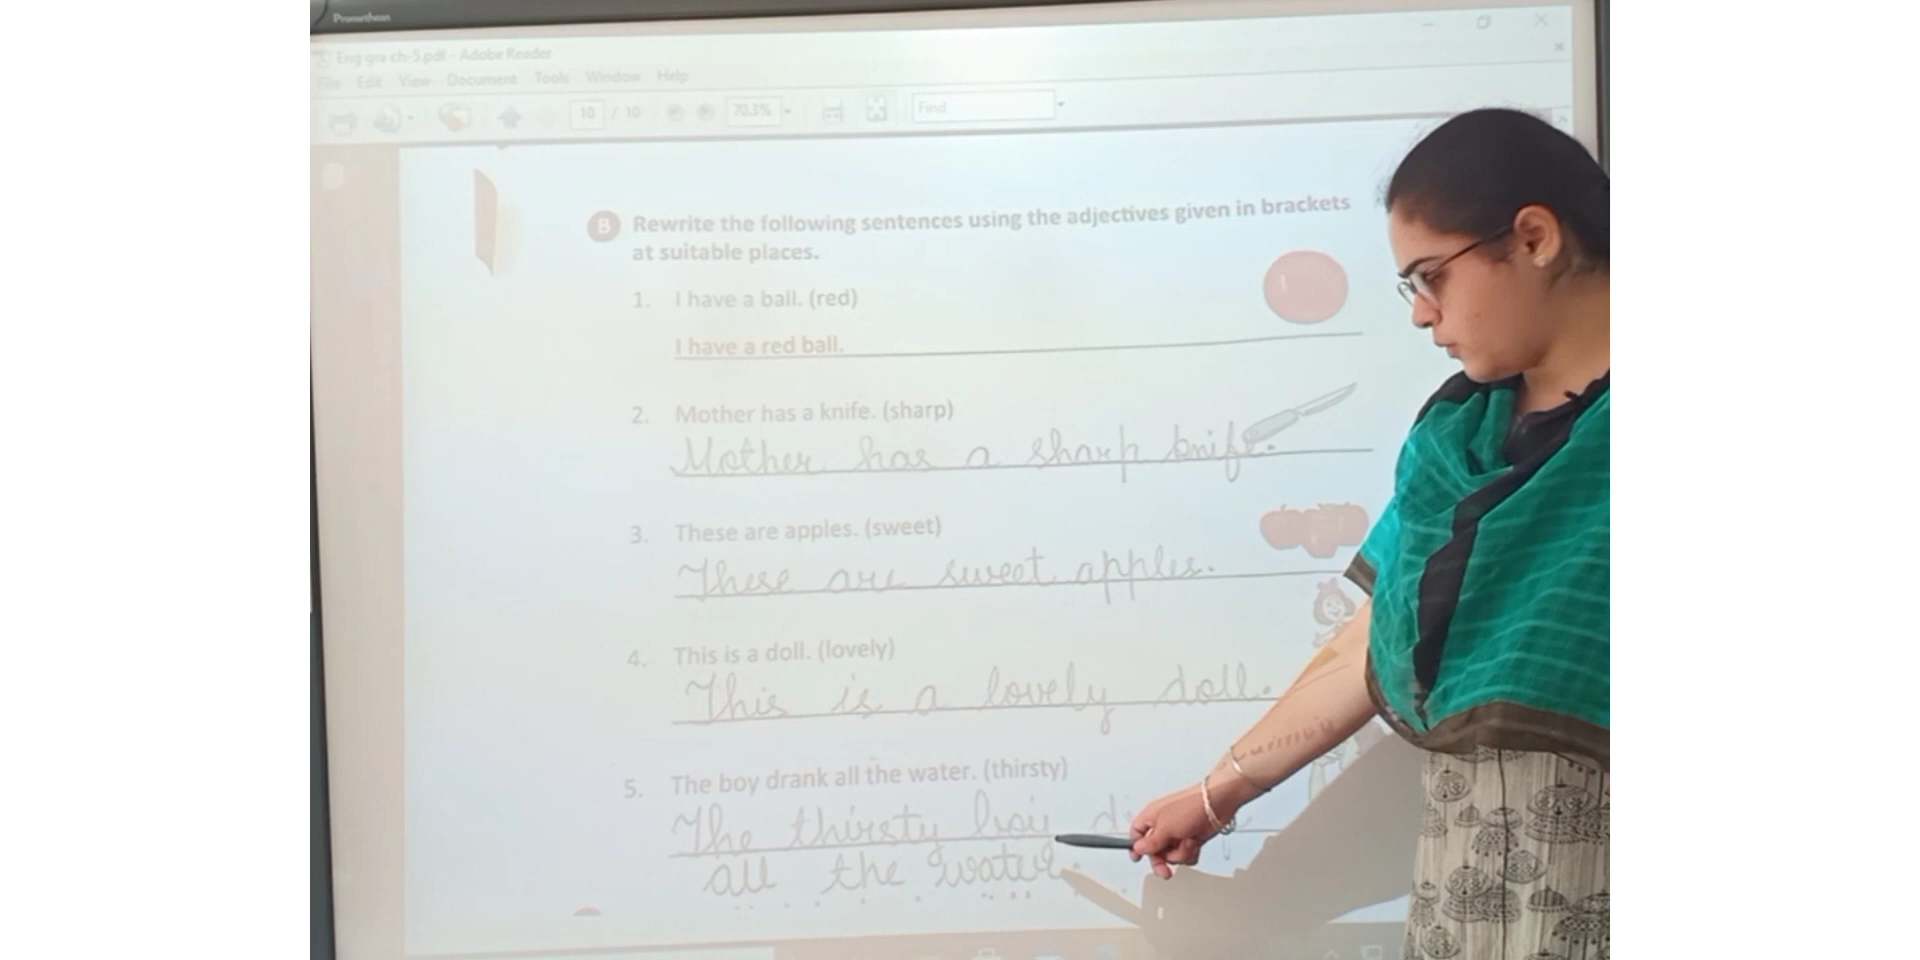 Promethean
Eng gra ch-5.pdf - Adobe Reader
File Edit View Document Tools Window Help
10 / 10 70.3% Find
B Rewrite the following sentences using the adjectives given in brackets
at suitable places.
1. I have a ball. (red)
I have a red ball.
2. Mother has a knife. (sharp)
Mother has a sharp knife.
3. These are apples. (sweet)
These are sweet apples.
4. This is a doll. (lovely)
This is a lovely doll.
5. The boy drank all the water. (thirsty)
The thirsty boy
all the water.